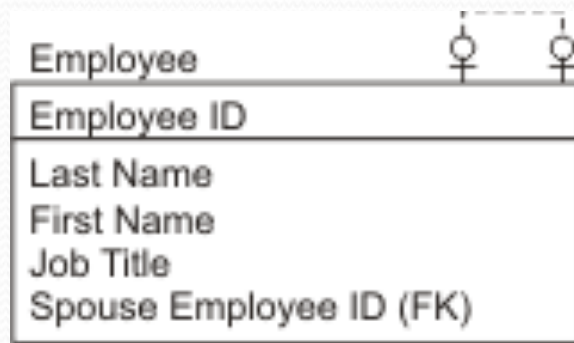 Employee
Employee ID
Last Name
First Name
Job Title
Spouse Employee ID (FK)